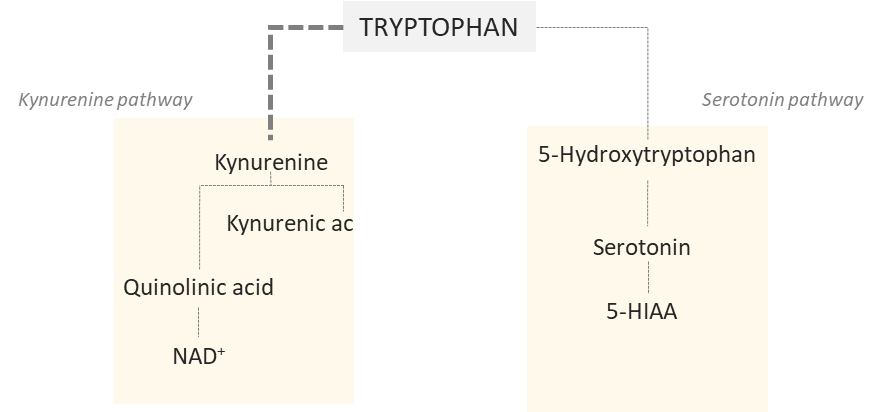 TRYPTOPHAN
Kynurenine pathway
Serotonin pathway
Kynurenine
5-Hydroxytryptophan
Kynurenic ac
Serotonin
Quinolinic acid
5-HIAA
NAD⁺